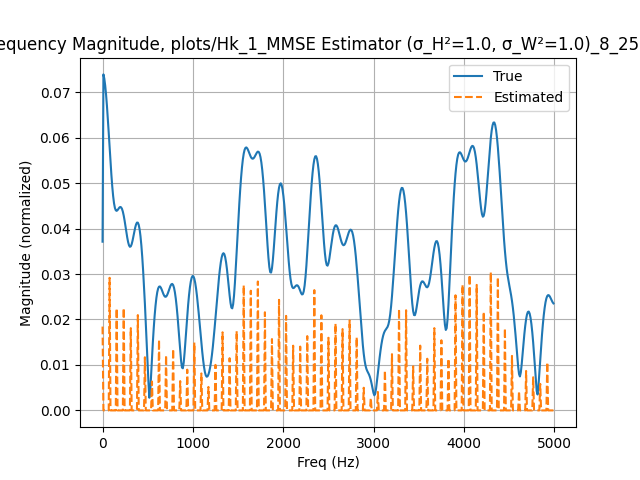 equency Magnitude, plots/Hk_1_MMSE Estimator (σ_H²=1.0, σ_W²=1.0)_8_25
True
Estimated
Magnitude (normalized)
0.07
0.06
0.05
0.04
0.03
0.02
0.01
0.00
0 1000 2000 3000 4000 5000
Freq (Hz)